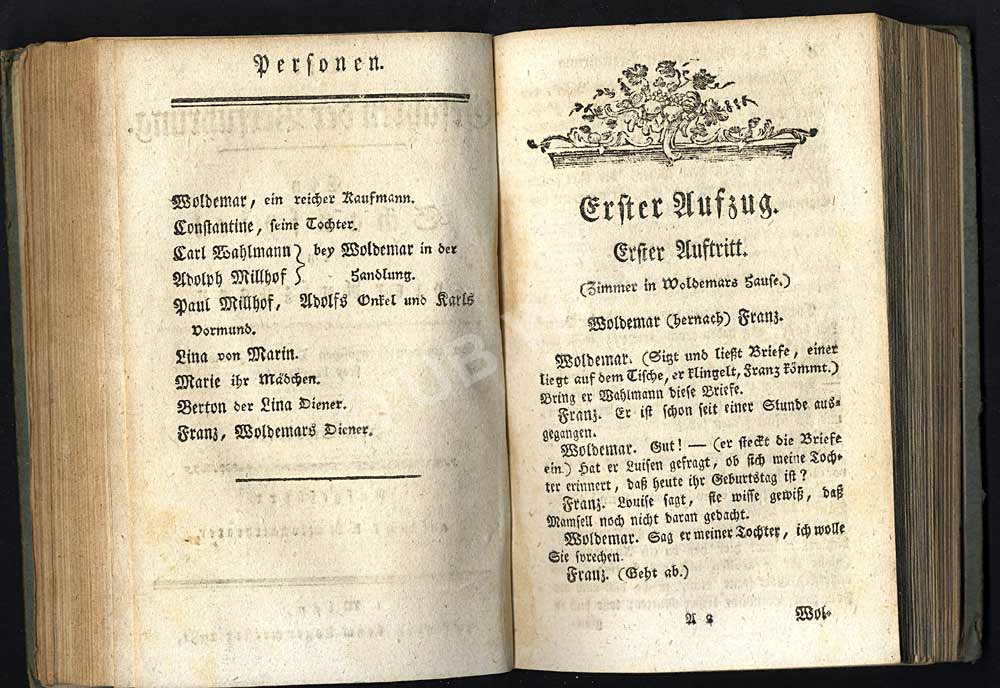 Personen.
Woldemar, ein reicher Kaufmann.
Constantine, seine Tochter.
Carl Wahlmann } bey Woldemar in der
Adolph Millhof } Handlung.
Paul Millhof, Adolfs Onkel und Karls
Vormund.
Lina von Marin.
Marie ihr Mädchen.
Berton der Lina Diener.
Franz, Woldemars Diener.
Erster Aufzug.
Erster Auftritt.
(Zimmer in Woldemars Hause.)
Woldemar (hernach) Franz.
Woldemar. (Sitzt und ließt Briefe, einer
liegt auf dem Tische, er klingelt, Franz kömmt.)
Bring er Wahlmann diese Briefe.
Franz. Er ist schon seit einer Stunde aus-
gegangen.
Woldemar. Gut! — (er steckt die Briefe
ein.) Hat er Luisen gefragt, ob sich meine Toch-
ter erinnert, daß heute ihr Geburtstag ist?
Franz. Louise sagt, sie wisse gewiß, daß
Mamsell noch nicht daran gedacht.
Woldemar. Sag er meiner Tochter, ich wolle
Sie sprechen.
Franz. (Geht ab.)
A 2 Wol-